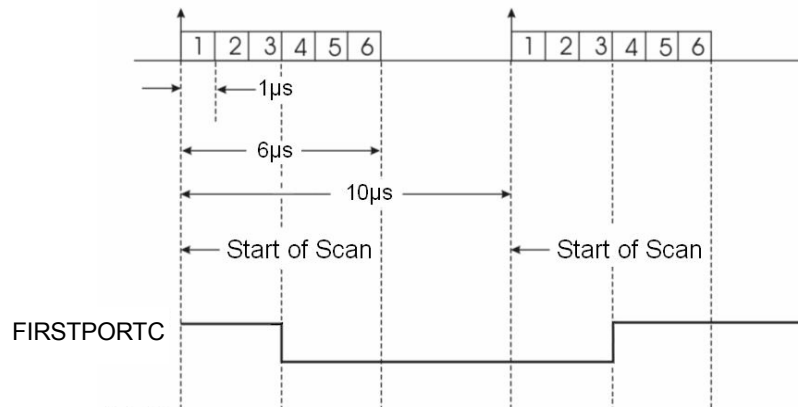 1 2 3 4 5 6 1 2 3 4 5 6
1µs
6µs
10µs
Start of Scan Start of Scan
FIRSTPORTC